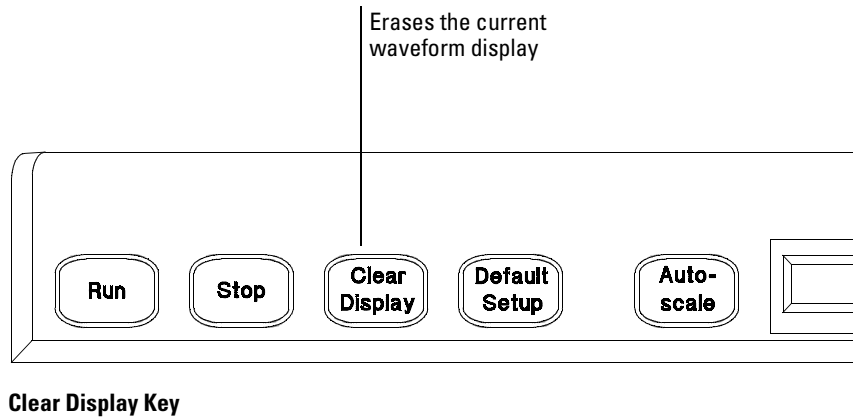 Erases the current
waveform display
Run
Stop
Clear
Display
Default
Setup
Auto-
scale
Clear Display Key